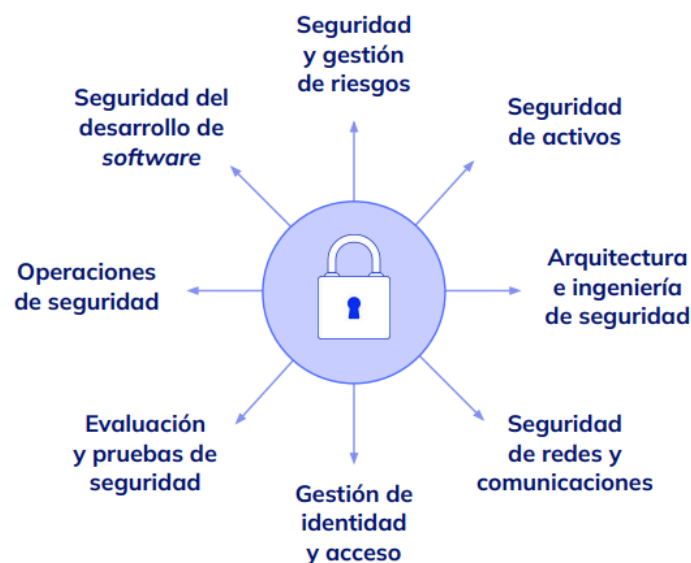 Seguridad
y gestión
de riesgos
Seguridad
de activos
Arquitectura
e ingeniería
de seguridad
Seguridad
de redes y
comunicaciones
Gestión de
identidad
y acceso
Evaluación
y pruebas de
seguridad
Operaciones
de seguridad
Seguridad del
desarrollo de
software